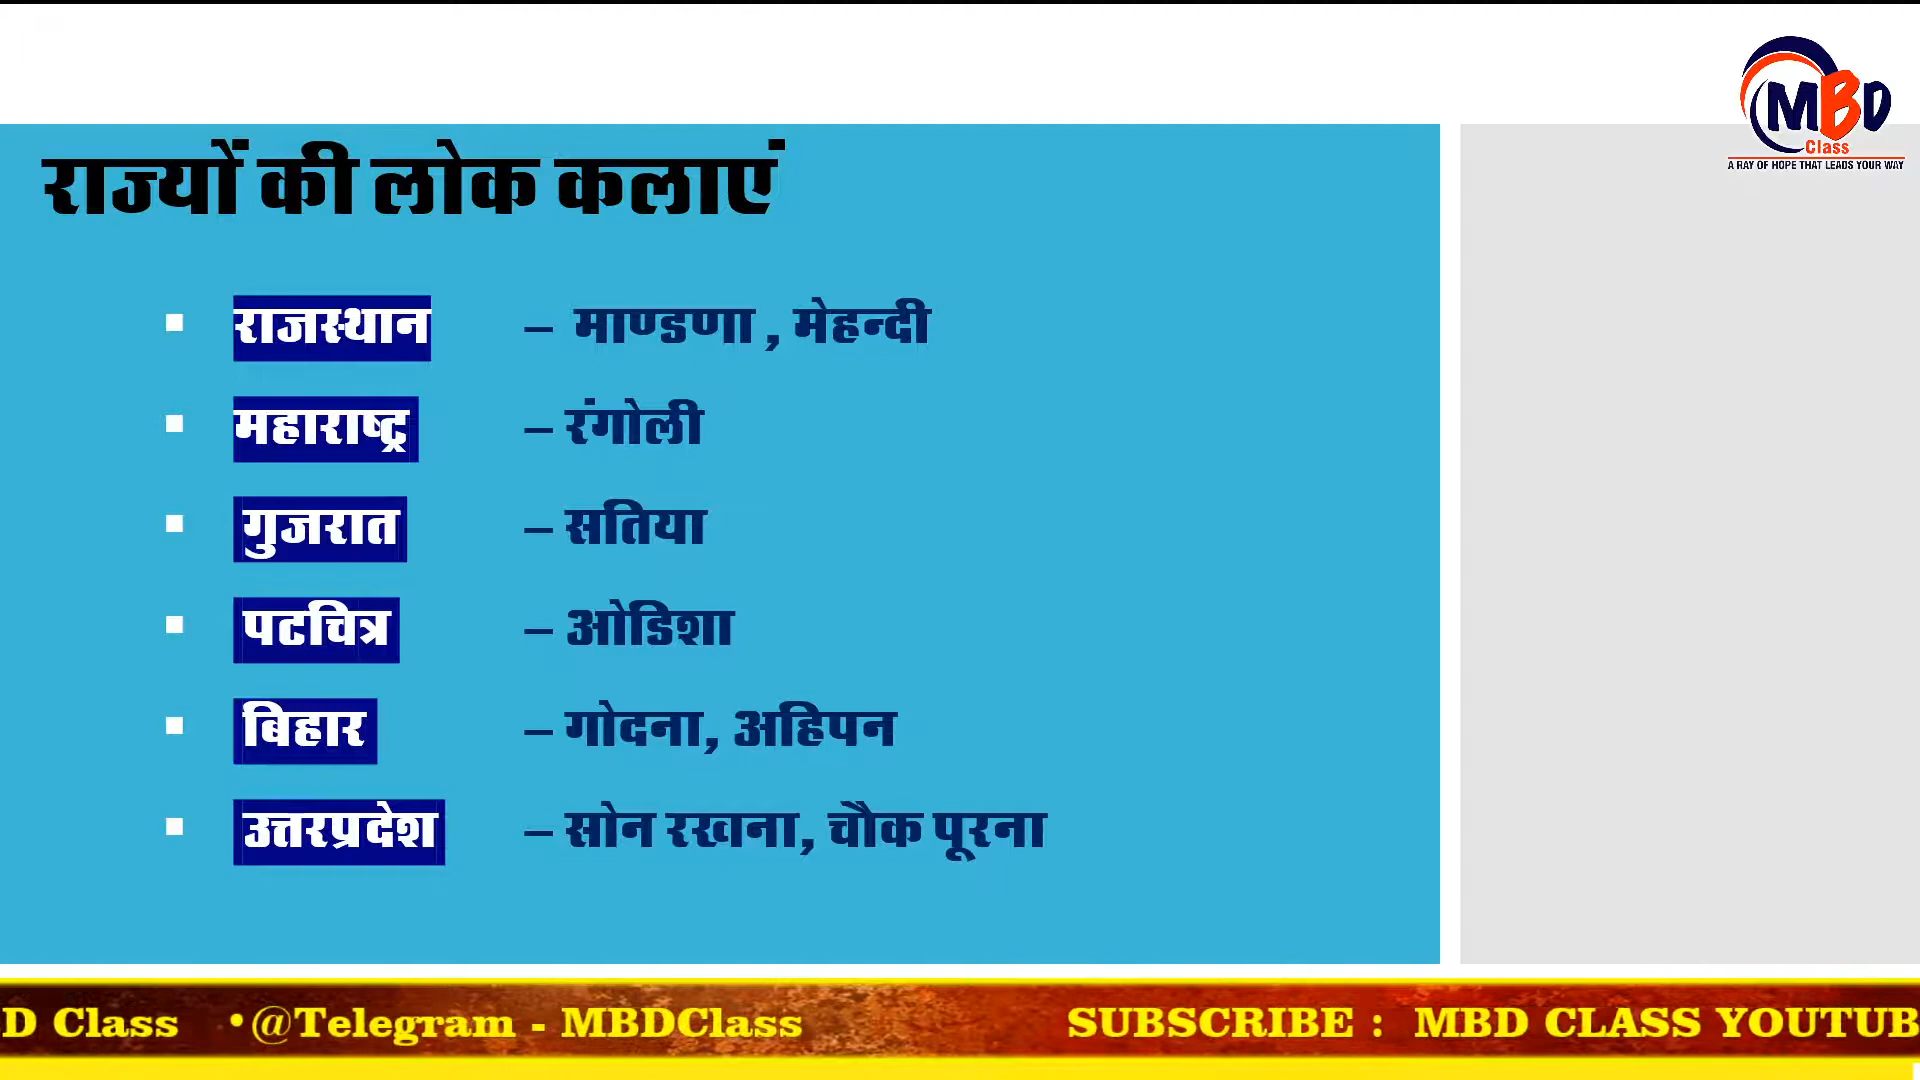 MBD
Class
A RAY OF HOPE THAT LEADS YOUR WAY
राज्यों की लोक कलाएं
▪ राजस्थान – माण्डणा , मेहन्दी
▪ महाराष्ट्र – रंगोली
▪ गुजरात – सतिया
▪ पटचित्र – ओडिशा
▪ बिहार – गोदना, अहिपन
▪ उत्तरप्रदेश – सोन रखना, चौक पूरना
D Class •@Telegram - MBDClass SUBSCRIBE : MBD CLASS YOUTUB